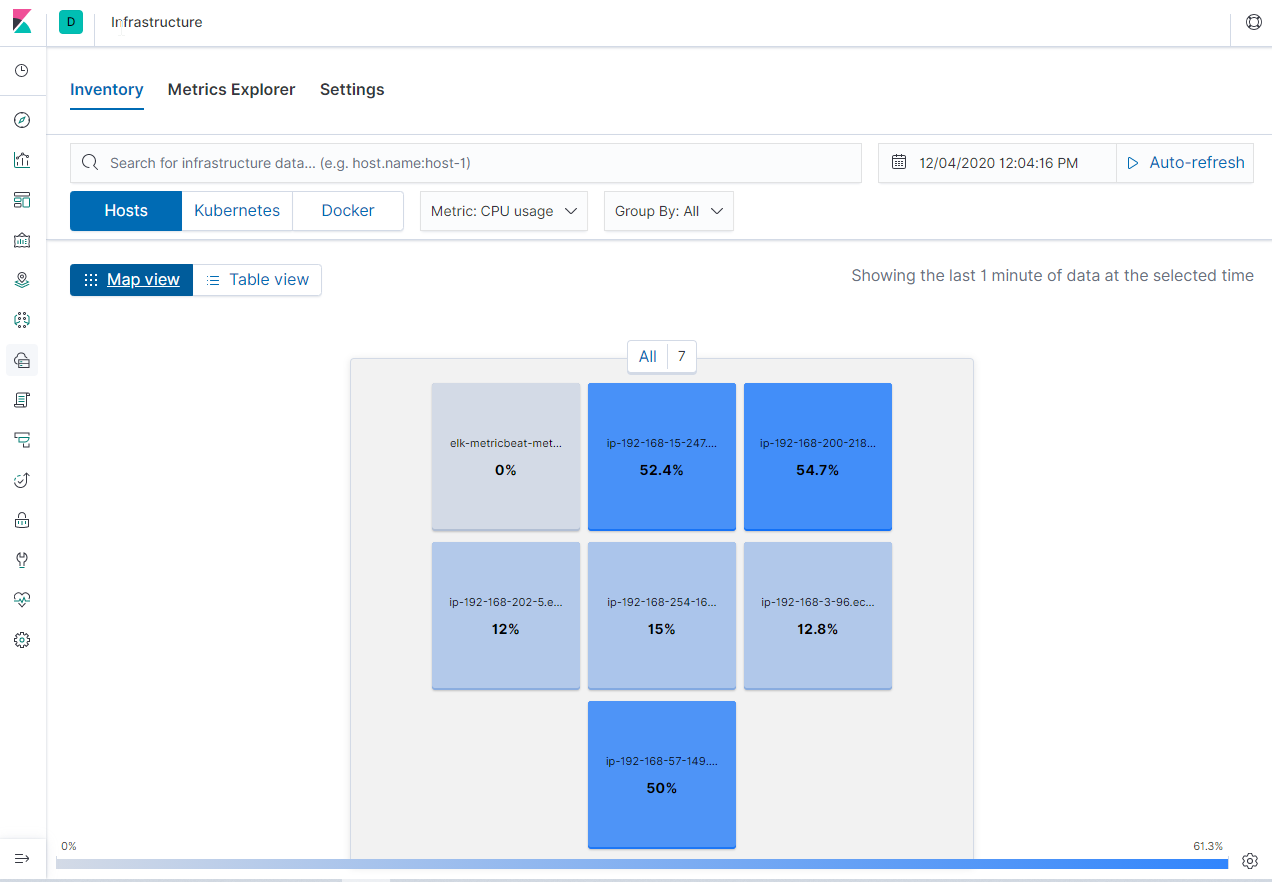 D Infrastructure
Inventory Metrics Explorer Settings
Search for infrastructure data... (e.g. host.name:host-1) 12/04/2020 12:04:16 PM Auto-refresh
Hosts Kubernetes Docker Metric: CPU usage Group By: All
Map view Table view Showing the last 1 minute of data at the selected time
All 7
elk-metricbeat-met... ip-192-168-15-247.... ip-192-168-200-218...
0% 52.4% 54.7%
ip-192-168-202-5.e... ip-192-168-254-16... ip-192-168-3-96.ec...
12% 15% 12.8%
ip-192-168-57-149....
50%
0% 61.3%